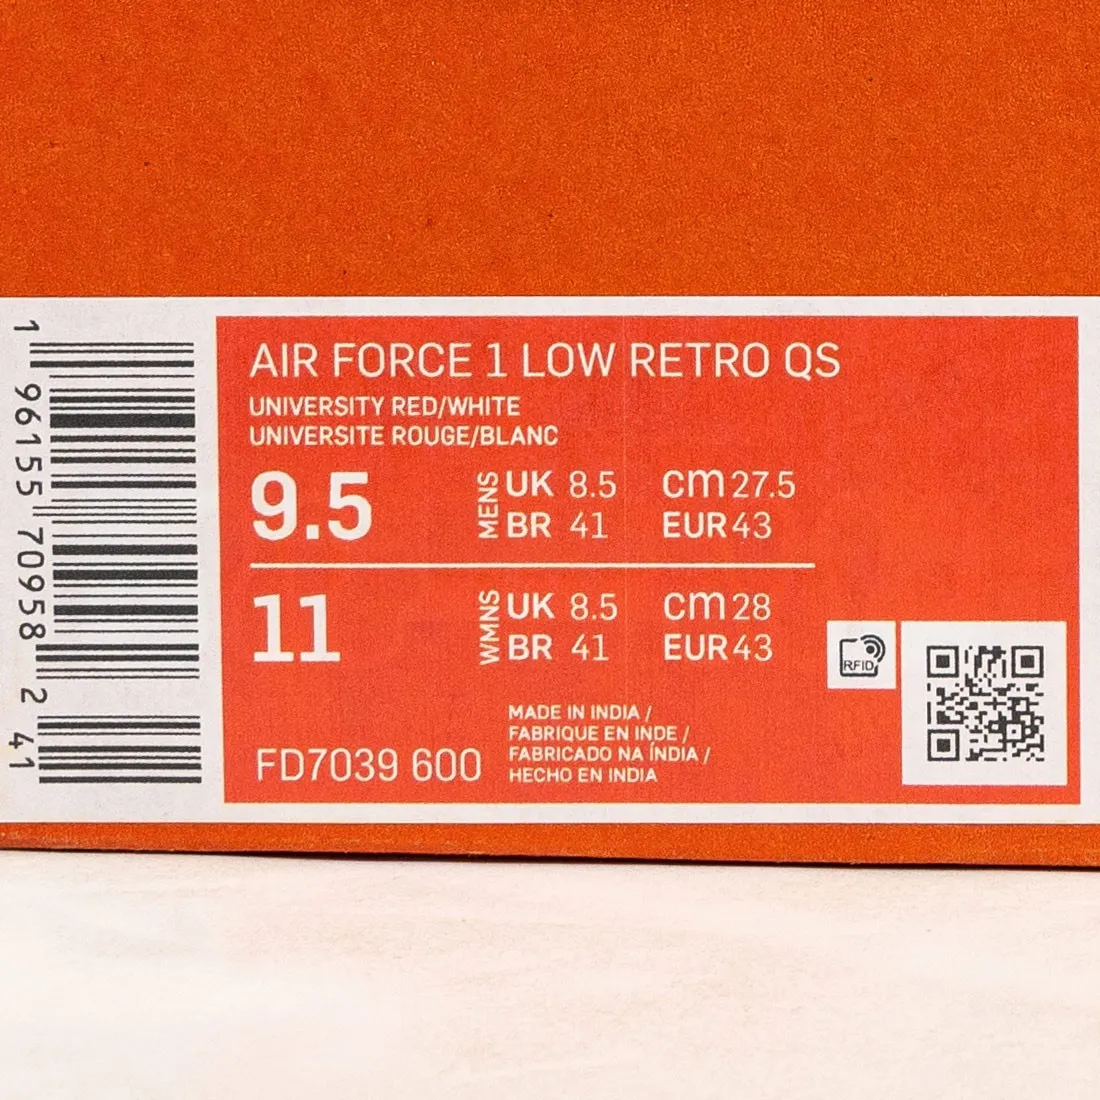 AIR FORCE 1 LOW RETRO QS
UNIVERSITY RED/WHITE
UNIVERSITE ROUGE/BLANC
9.5
MENS
UK 8.5 CM 27.5
BR 41 EUR 43
11
WMNS
UK 8.5 CM 28
BR 41 EUR 43
RFID
FD7039 600
MADE IN INDIA /
FABRIQUE EN INDE /
FABRICADO NA ÍNDIA /
HECHO EN INDIA
1 96155 70958 2 41